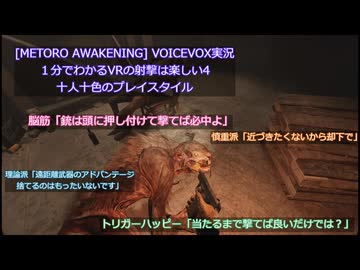 [METORO AWAKENING] VOICEVOX実況
１分でわかるVRの射撃は楽しい4
十人十色のプレイスタイル
脳筋「銃は頭に押し付けて撃てば必中よ」
慎重派「近づきたくないから却下で」
理論派「遠距離武器のアドバンテージ
捨てるのはもったいないです」
トリガーハッピー「当たるまで撃てば良いだけでは？」